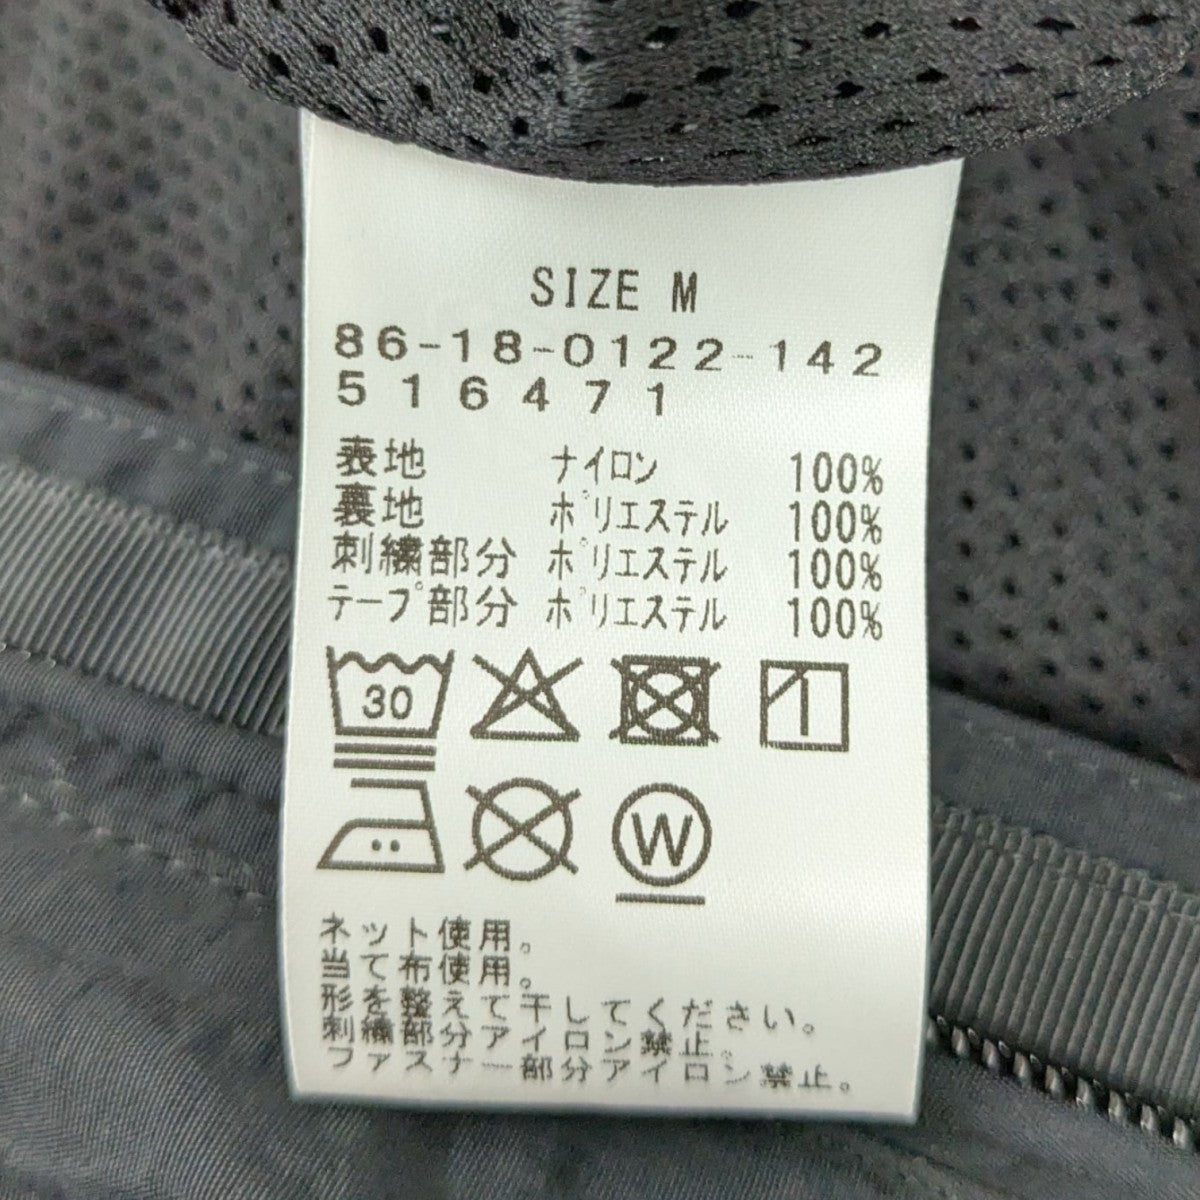 SIZE M
86-18-0122-142
516471
表地 ナイロン 100%
裏地 ポリエステル 100%
刺繍部分 ポリエステル 100%
テープ部分 ポリエステル 100%
30
W
ネット使用。
当て布使用。
形を整えて干してください。
刺繍部分アイロン禁止。
ファスナー部分アイロン禁止。